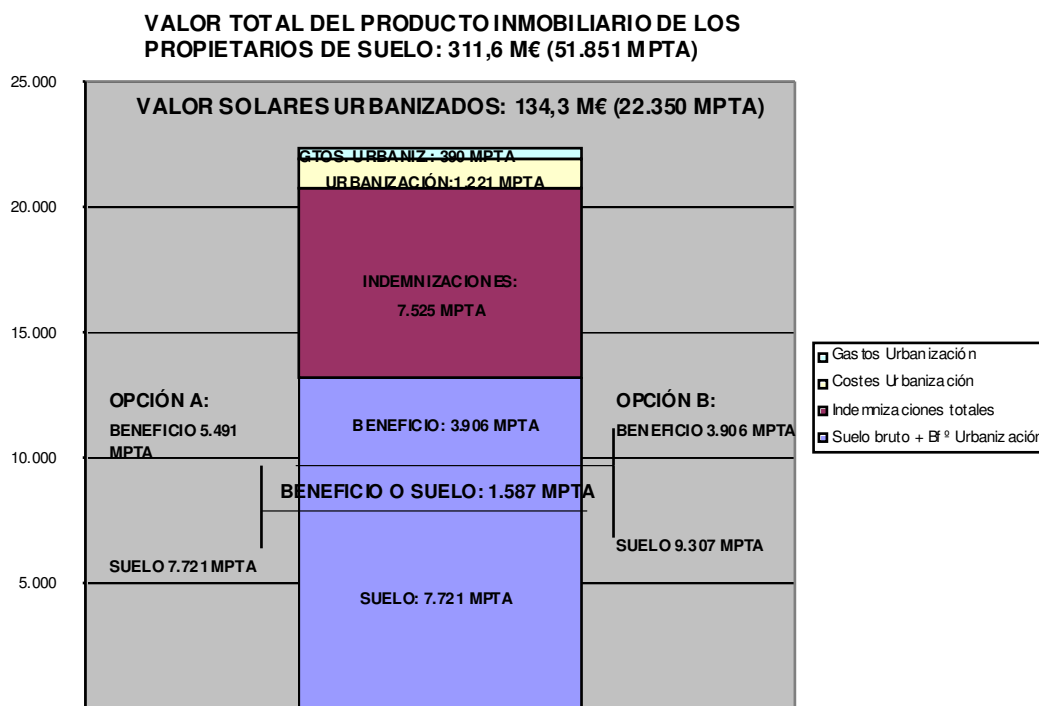 VALOR TOTAL DEL PRODUCTO INMOBILIARIO DE LOS
PROPIETARIOS DE SUELO: 311,6 M€ (51.851 MPTA)
25.000
VALOR SOLARES URBANIZADOS: 134,3 M€ (22.350 MPTA)
GTOS. URBANIZ.: 390 MPTA
URBANIZACIÓN:1.221 MPTA
20.000
INDEMNIZACIONES:
7.525 MPTA
15.000
Gastos Urbanización
Costes Urbanización
Indemnizaciones totales
Suelo bruto + Bfº Urbanización
OPCIÓN A:
BENEFICIO 5.491
MPTA
BENEFICIO: 3.906 MPTA
OPCIÓN B:
BENEFICIO 3.906 MPTA
10.000
BENEFICIO O SUELO: 1.587 MPTA
SUELO 9.307 MPTA
SUELO 7.721 MPTA
5.000
SUELO: 7.721 MPTA